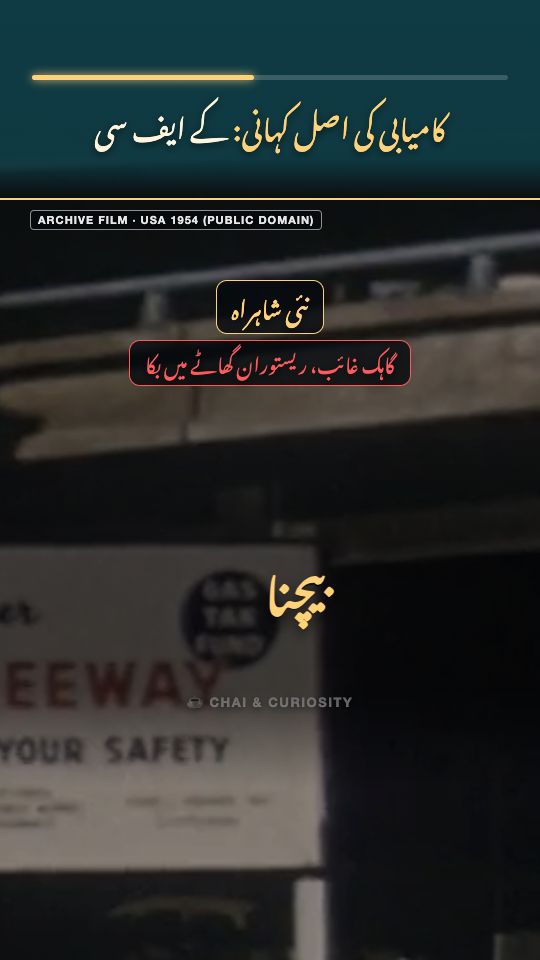 کامیابی کی اصل کہانی: کے ایف سی
ARCHIVE FILM · USA 1954 (PUBLIC DOMAIN)
نئی شاہراہ
گاہک غائب، ریستوران گھاٹے میں بکا
بیچنا
GAS
TAX
FUND
EEWAY
CHAI & CURIOSITY
YOUR SAFETY